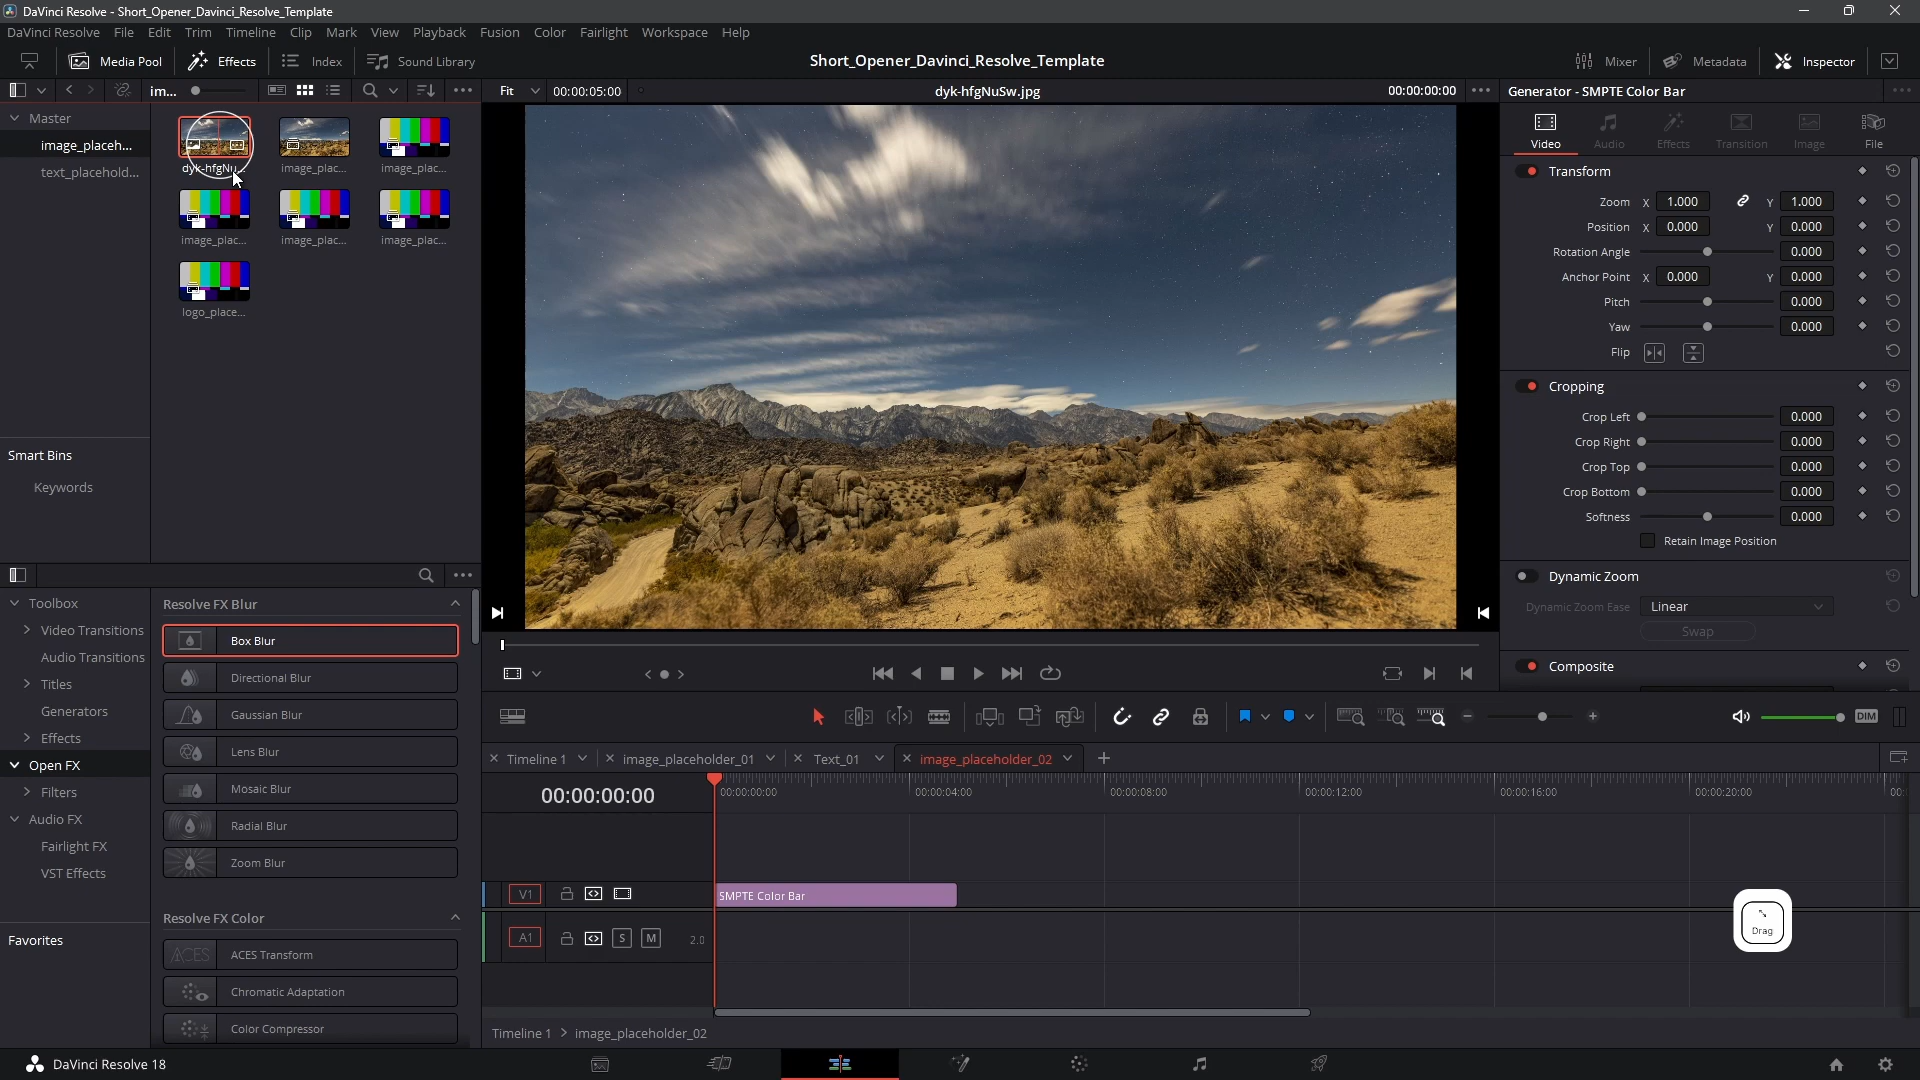 DaVinci Resolve - Short_Opener_Davinci_Resolve_Template
DaVinci Resolve File Edit Trim Timeline Clip Mark View Playback Fusion Color Fairlight Workspace Help
Media Pool Effects Index Sound Library
Short_Opener_Davinci_Resolve_Template
Mixer Metadata Inspector
im...
Fit 00:00:05:00 dyk-hfgNuSw.jpg 00:00:00:00
Generator - SMPTE Color Bar
Master
image_placeh...
text_placehold...
dyk-hfgNu... image_plac... image_plac...
image_plac... image_plac... image_plac...
logo_place...
Smart Bins
Keywords
Video Audio Effects Transition Image File
Transform
Zoom X 1.000 Y 1.000
Position X 0.000 Y 0.000
Rotation Angle 0.000
Anchor Point X 0.000 Y 0.000
Pitch 0.000
Yaw 0.000
Flip
Cropping
Crop Left 0.000
Crop Right 0.000
Crop Top 0.000
Crop Bottom 0.000
Softness 0.000
Retain Image Position
Dynamic Zoom
Dynamic Zoom Ease Linear
Swap
Composite
Toolbox
Video Transitions
Audio Transitions
Titles
Generators
Effects
Open FX
Filters
Audio FX
Fairlight FX
VST Effects
Favorites
Resolve FX Blur
Box Blur
Directional Blur
Gaussian Blur
Lens Blur
Mosaic Blur
Radial Blur
Zoom Blur
Resolve FX Color
ACES ACES Transform
Chromatic Adaptation
Color Compressor
DIM
Timeline 1 image_placeholder_01 Text_01 image_placeholder_02
00:00:00:00
00:00:00:00 00:00:04:00 00:00:08:00 00:00:12:00 00:00:16:00 00:00:20:00 00:
V1 SMPTE Color Bar
A1 S M 2.0
Drag
Timeline 1 > image_placeholder_02
DaVinci Resolve 18